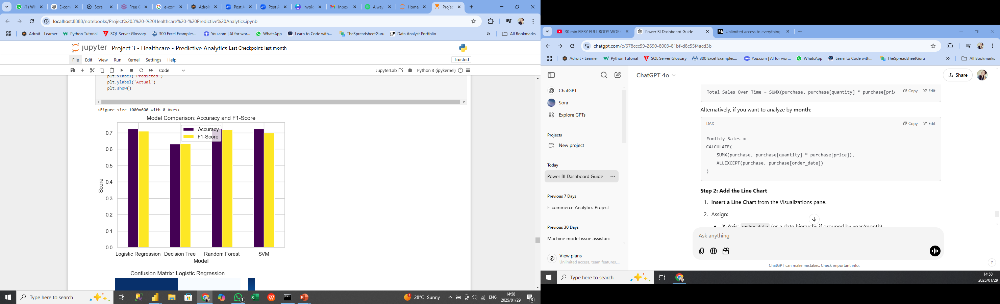 (1) Wh
E-com
Sora
Free G
e-com
Adroit
Post A
Post A
Invoic
Inbox
Alway
Home
Projec
localhost:8888/notebooks/Project%203%20-%20Healthcare%20-%20Predictive%20Analytics.ipynb
Adroit - Learner
Python Tutorial
SQL Server Glossary
300 Excel Examples...
You.com | AI for wor...
WhatsApp
Learn to Code with...
TheSpreadsheetGuru
Data Analyst Portfolio
All Bookmarks
jupyter Project 3 - Healthcare - Predictive Analytics Last Checkpoint: last month
File Edit View Run Kernel Settings Help
Trusted
Code
JupyterLab
Python 3 (ipykernel)
plt.xlabel('Predicted')
plt.ylabel('Actual')
plt.show()
<Figure size 1000x600 with 0 Axes>
Model Comparison: Accuracy and F1-Score
Accuracy
F1-Score
0.7
0.6
0.5
0.4
0.3
0.2
0.1
0.0
Score
Logistic Regression Decision Tree Random Forest SVM
Model
Confusion Matrix: Logistic Regression
Type here to search
1
28°C Sunny
ENG
14:58
2025/01/29
3
30 min FIERY FULL BODY WOR
Power BI Dashboard Guide
Unlimited access to everything
chatgpt.com/c/678ccc59-2690-8003-81bf-d8c55f4acd3b
Adroit - Learner
Python Tutorial
SQL Server Glossary
300 Excel Examples...
You.com | AI for wor...
WhatsApp
Learn to Code with...
TheSpreadsheetGuru
All Bookmarks
ChatGPT
Sora
Explore GPTs
Projects
New project
Today
Power BI Dashboard Guide
Previous 7 Days
E-commerce Analytics Project
Previous 30 Days
Machine model issue assistanc
View plans
Unlimited access, team features,...
ChatGPT 4o
Share
Total Sales Over Time = SUMX(purchase, purchase[quantity] * purchase[pric
Copy Edit
Alternatively, if you want to analyze by month:
DAX
Copy Edit
Monthly Sales =
CALCULATE(
SUMX(purchase, purchase[quantity] * purchase[price]),
ALLEXCEPT(purchase, purchase[order_date])
)
Step 2: Add the Line Chart
1. Insert a Line Chart from the Visualizations pane.
2. Assign:
X-Axis: order_date (or a date hierarchy if grouped by year/month)
Ask anything
ChatGPT can make mistakes. Check important info.
?
Type here to search
14:58
2025/01/29